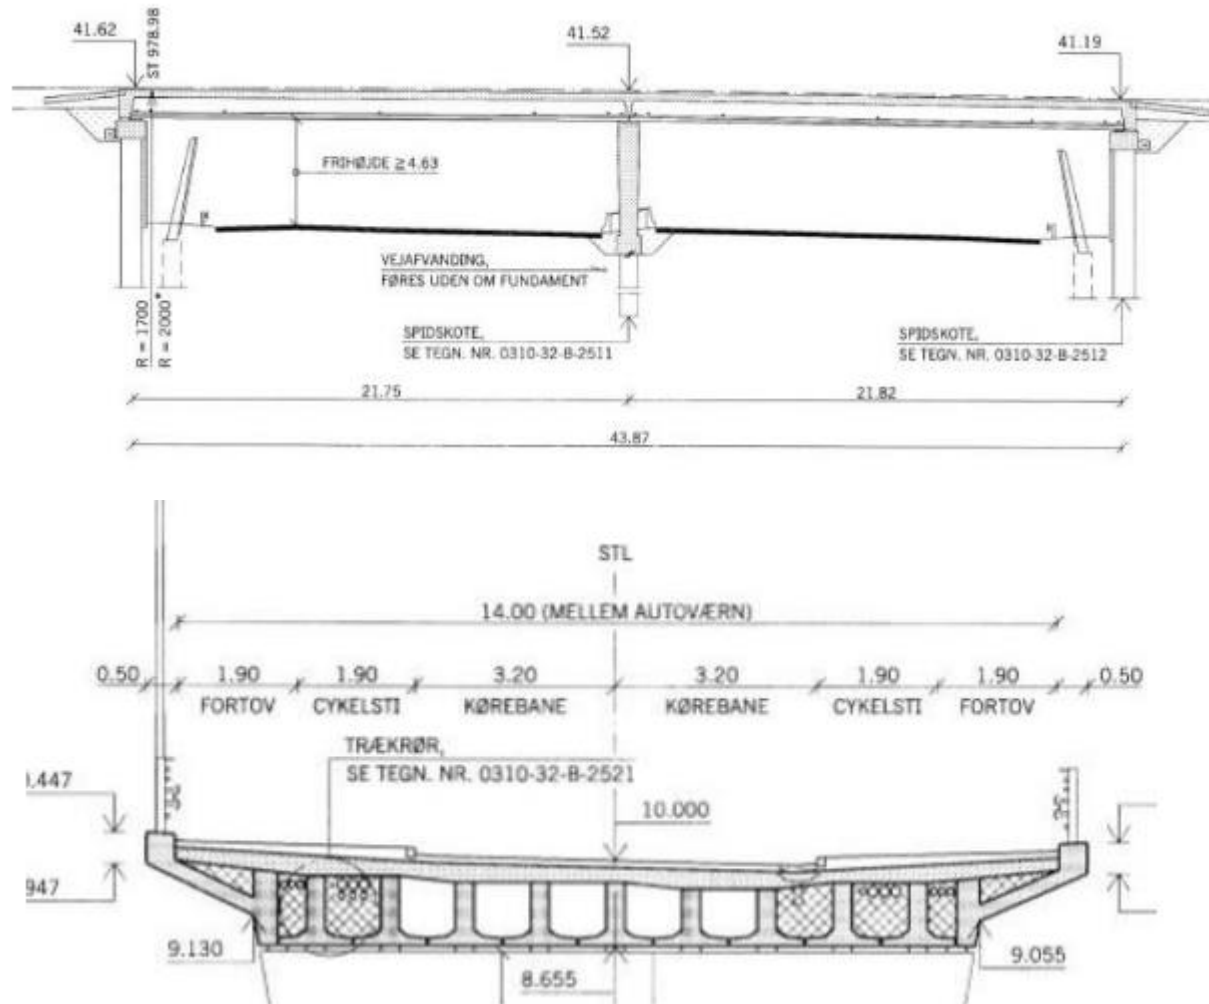 41.62
ST 978.98
41.52
41.19
FRIHØJDE ≥ 4.63
VEJAFVANDING,
FØRES UDEN OM FUNDAMENT
R = 1700
R = 2000*
SPIDSKOTE,
SE TEGN. NR. 0310-32-B-2511
SPIDSKOTE,
SE TEGN. NR. 0310-32-B-2512
21.75
21.82
43.87
STL
14.00 (MELLEM AUTOVÆRN)
0.50 1.90 1.90 3.20 3.20 1.90 1.90 0.50
FORTOV CYKELSTI KØREBANE KØREBANE CYKELSTI FORTOV
TRÆKRØR,
SE TEGN. NR. 0310-32-B-2521
.447
10.000
947
9.130
9.055
8.655